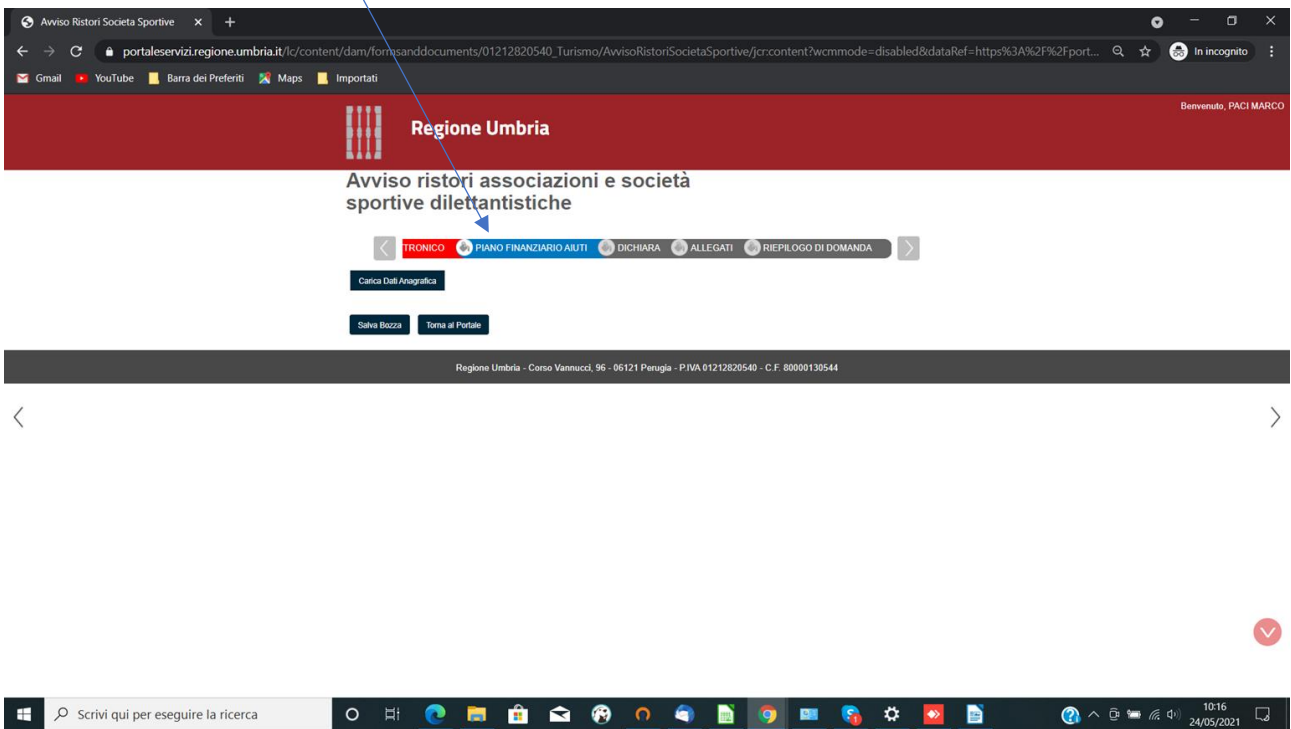 Avviso Ristori Societa Sportive
portaleservizi.regione.umbria.it/lc/content/dam/formsanddocuments/01212820540_Turismo/AvvisoRistoriSocietaSportive/jcr:content?wcmmode=disabled&dataRef=https%3A%2F%2Fport...
In incognito
Gmail YouTube Barra dei Preferiti Maps Importati
Benvenuto, PACI MARCO
Regione Umbria
Avviso ristori associazioni e società
sportive dilettantistiche
TRONICO PIANO FINANZIARIO AIUTI DICHIARA ALLEGATI RIEPILOGO DI DOMANDA
Carica Dati Anagrafica
Salva Bozza Torna al Portale
Regione Umbria - Corso Vannucci, 96 - 06121 Perugia - P.IVA 01212820540 - C.F. 80000130544
Scrivi qui per eseguire la ricerca
10:16
24/05/2021